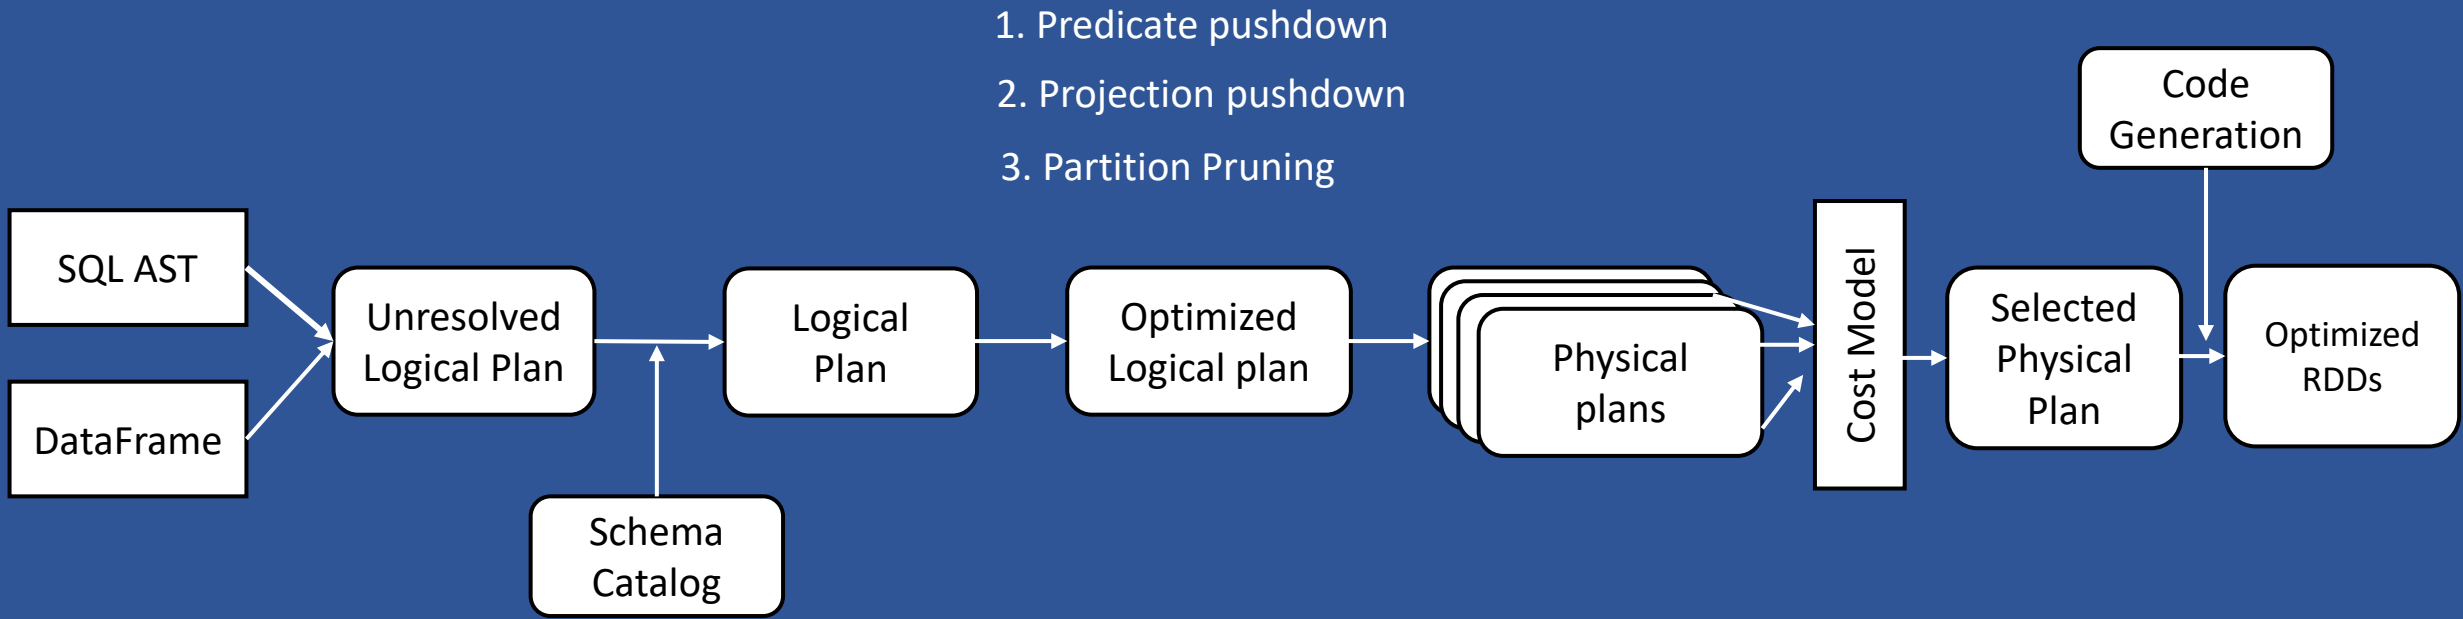 1. Predicate pushdown
2. Projection pushdown
3. Partition Pruning
Code
Generation
SQL AST
DataFrame
Unresolved
Logical Plan
Schema
Catalog
Logical
Plan
Optimized
Logical plan
Physical
plans
Cost Model
Selected
Physical
Plan
Optimized
RDDs